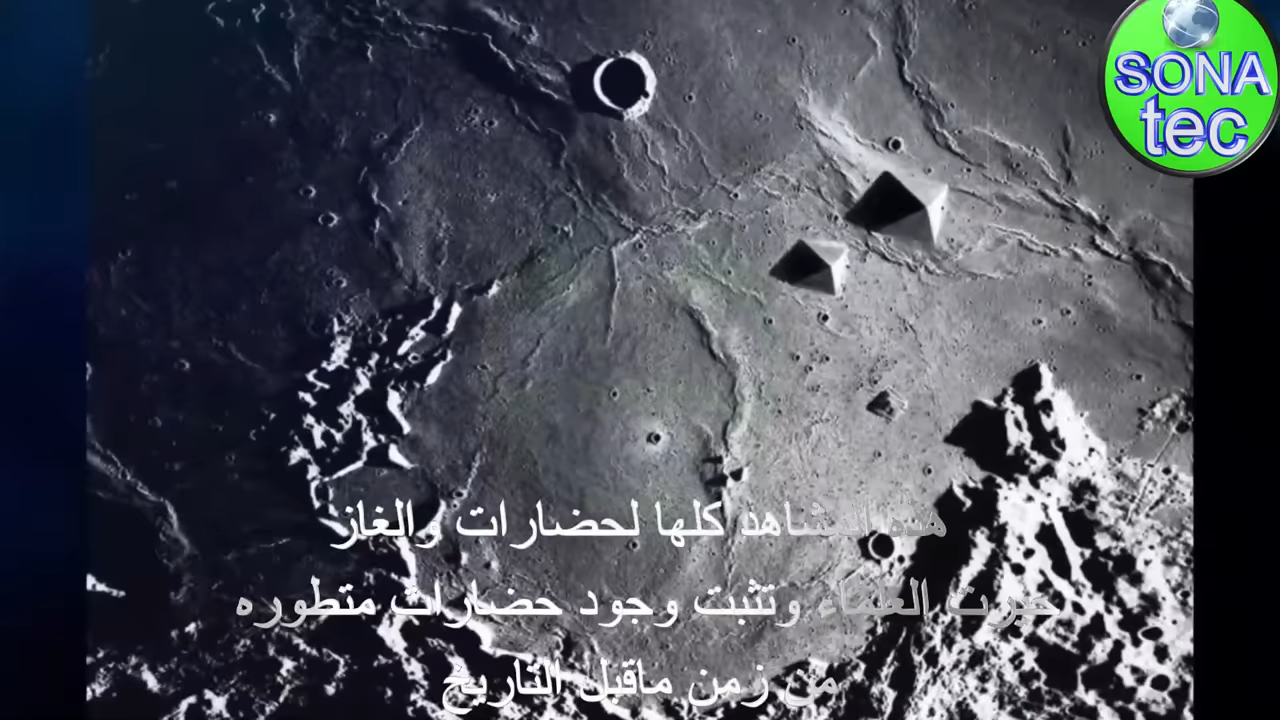 SONA
tec
هذه المشاهد كلها لحضارات والغاز
حيرت العلماء وتثبت وجود حضارات متطوره
من زمن ماقبل التاريخ